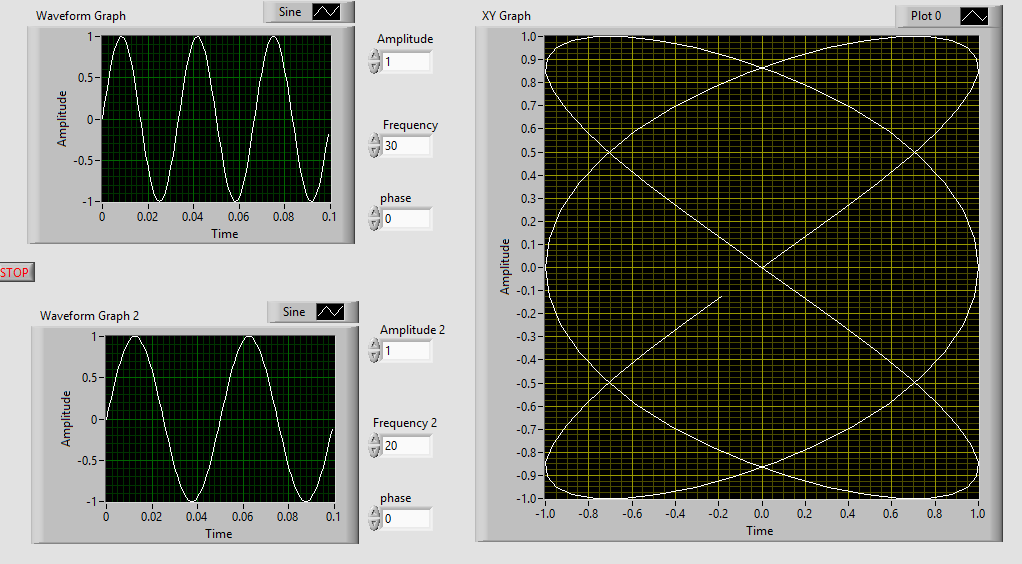 Waveform Graph
Sine
Amplitude
1
0.5
0
-0.5
-1
0 0.02 0.04 0.06 0.08 0.1
Time
Amplitude
1
Frequency
30
phase
0
STOP
Waveform Graph 2
Sine
Amplitude
1
0.5
0
-0.5
-1
0 0.02 0.04 0.06 0.08 0.1
Time
Amplitude 2
1
Frequency 2
20
phase
0
XY Graph
Plot 0
Amplitude
1.0
0.9
0.8
0.7
0.6
0.5
0.4
0.3
0.2
0.1
0.0
-0.1
-0.2
-0.3
-0.4
-0.5
-0.6
-0.7
-0.8
-0.9
-1.0
-1.0 -0.8 -0.6 -0.4 -0.2 0.0 0.2 0.4 0.6 0.8 1.0
Time